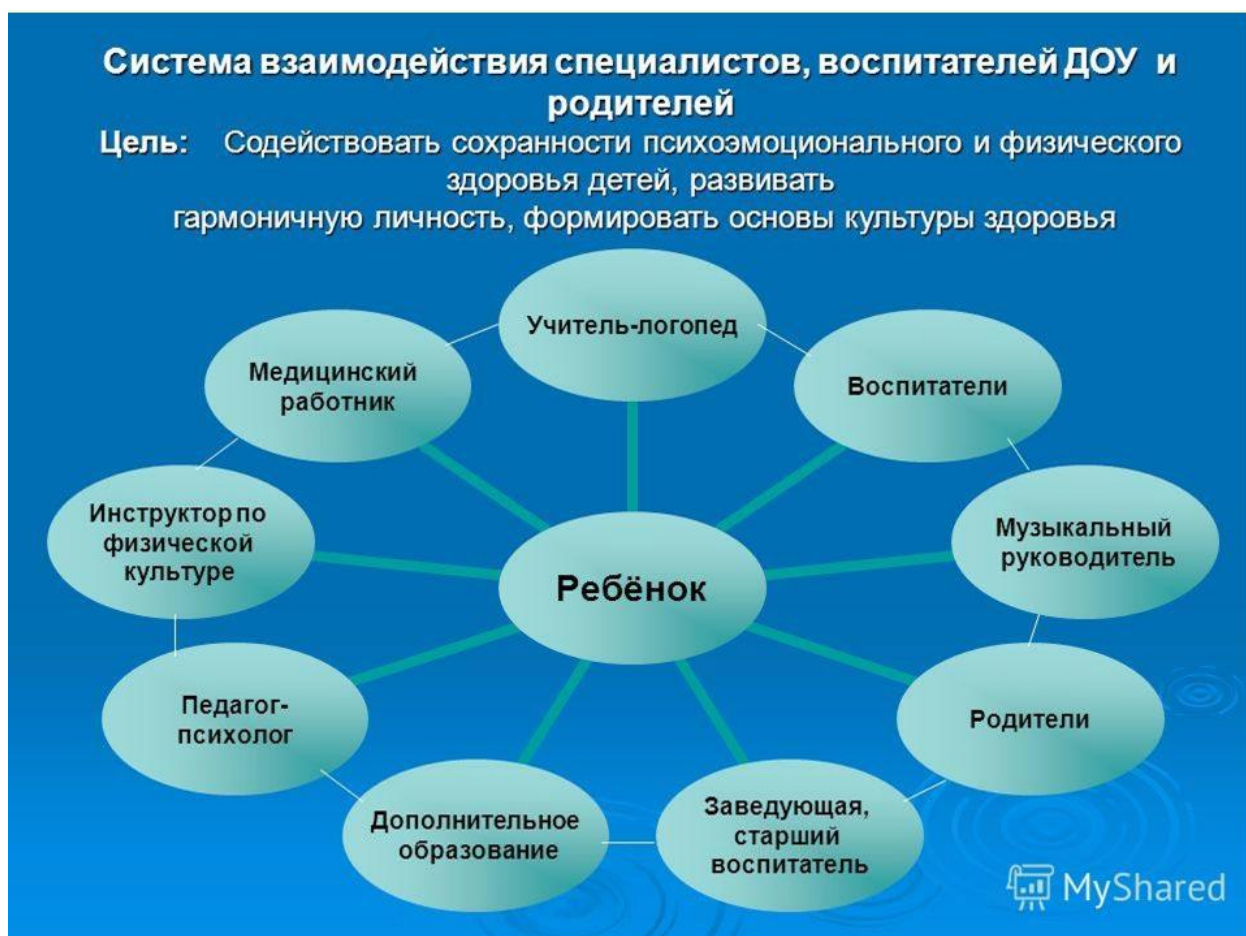 Система взаимодействия специалистов, воспитателей ДОУ и
родителей
Цель: Содействовать сохранности психоэмоционального и физического
здоровья детей, развивать
гармоничную личность, формировать основы культуры здоровья
Учитель-логопед
Воспитатели
Музыкальный
руководитель
Родители
Заведующая,
старший
воспитатель
Дополнительное
образование
Педагог-
психолог
Инструктор по
физической
культуре
Медицинский
работник
Ребёнок
MyShared